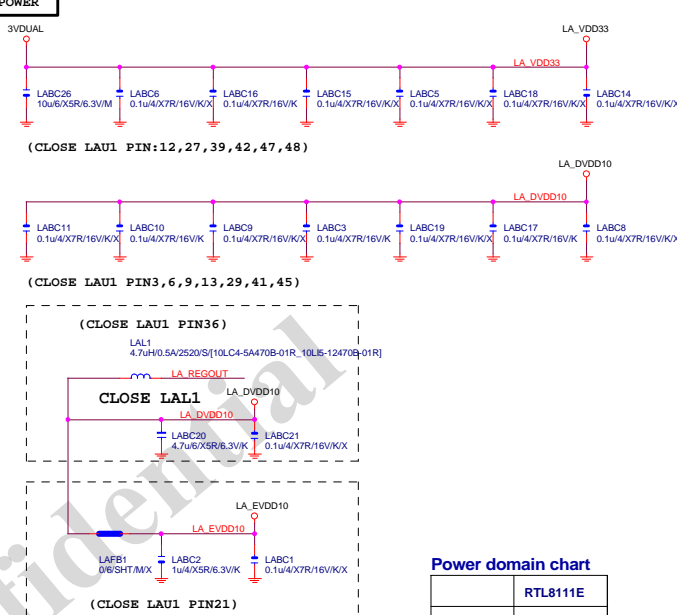 POWER
3VDUAL
LA_VDD33
LA_VDD33
LABC26
10u/6/X5R/6.3V/M
LABC6
0.1u/4/X7R/16V/K/X
LABC16
0.1u/4/X7R/16V/K
LABC15
0.1u/4/X7R/16V/K/X
LABC5
0.1u/4/X7R/16V/K/X
LABC18
0.1u/4/X7R/16V/K/X
LABC14
0.1u/4/X7R/16V/K/X
(CLOSE LAU1 PIN:12,27,39,42,47,48)
LA_DVDD10
LA_DVDD10
LABC11
0.1u/4/X7R/16V/K/X
LABC10
0.1u/4/X7R/16V/K
LABC9
0.1u/4/X7R/16V/K/X
LABC3
0.1u/4/X7R/16V/K
LABC19
0.1u/4/X7R/16V/K/X
LABC17
0.1u/4/X7R/16V/K
LABC8
0.1u/4/X7R/16V/K/X
(CLOSE LAU1 PIN3,6,9,13,29,41,45)
(CLOSE LAU1 PIN36)
LAL1
4.7uH/0.5A/2520/S/[10LC4-5A470B-01R_10LI5-12470B-01R]
LA_REGOUT
CLOSE LAL1
LA_DVDD10
LA_DVDD10
LABC20
4.7u/6/X5R/6.3V/K
LABC21
0.1u/4/X7R/16V/K/X
LA_EVDD10
LA_EVDD10
LAFB1
0/6/SHT/M/X
LABC2
1u/4/X5R/6.3V/K
LABC1
0.1u/4/X7R/16V/K/X
(CLOSE LAU1 PIN21)
Power domain chart
RTL8111E
fidential